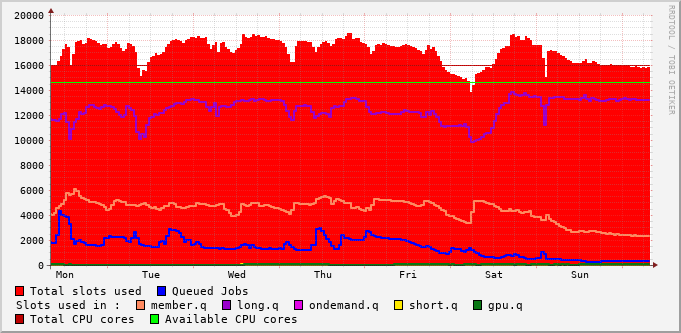 20000
18000
16000
14000
12000
10000
8000
6000
4000
2000
0
Mon Tue Wed Thu Fri Sat Sun
RRDTOOL / TOBI OETIKER
Total slots used Queued Jobs
Slots used in : member.q long.q ondemand.q short.q gpu.q
Total CPU cores Available CPU cores